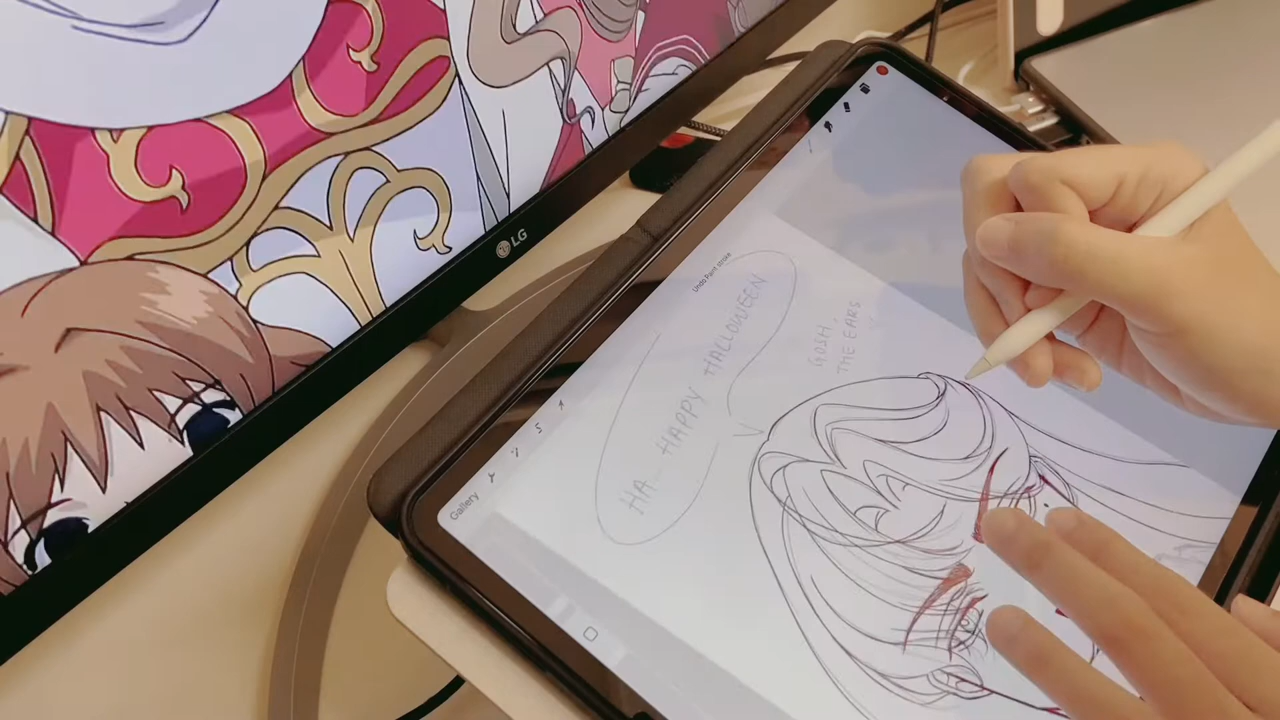 LG
Undo Paint stroke
HA... HAPPY HALLOWEEN
GOSH,
THE EARS
Gallery
S